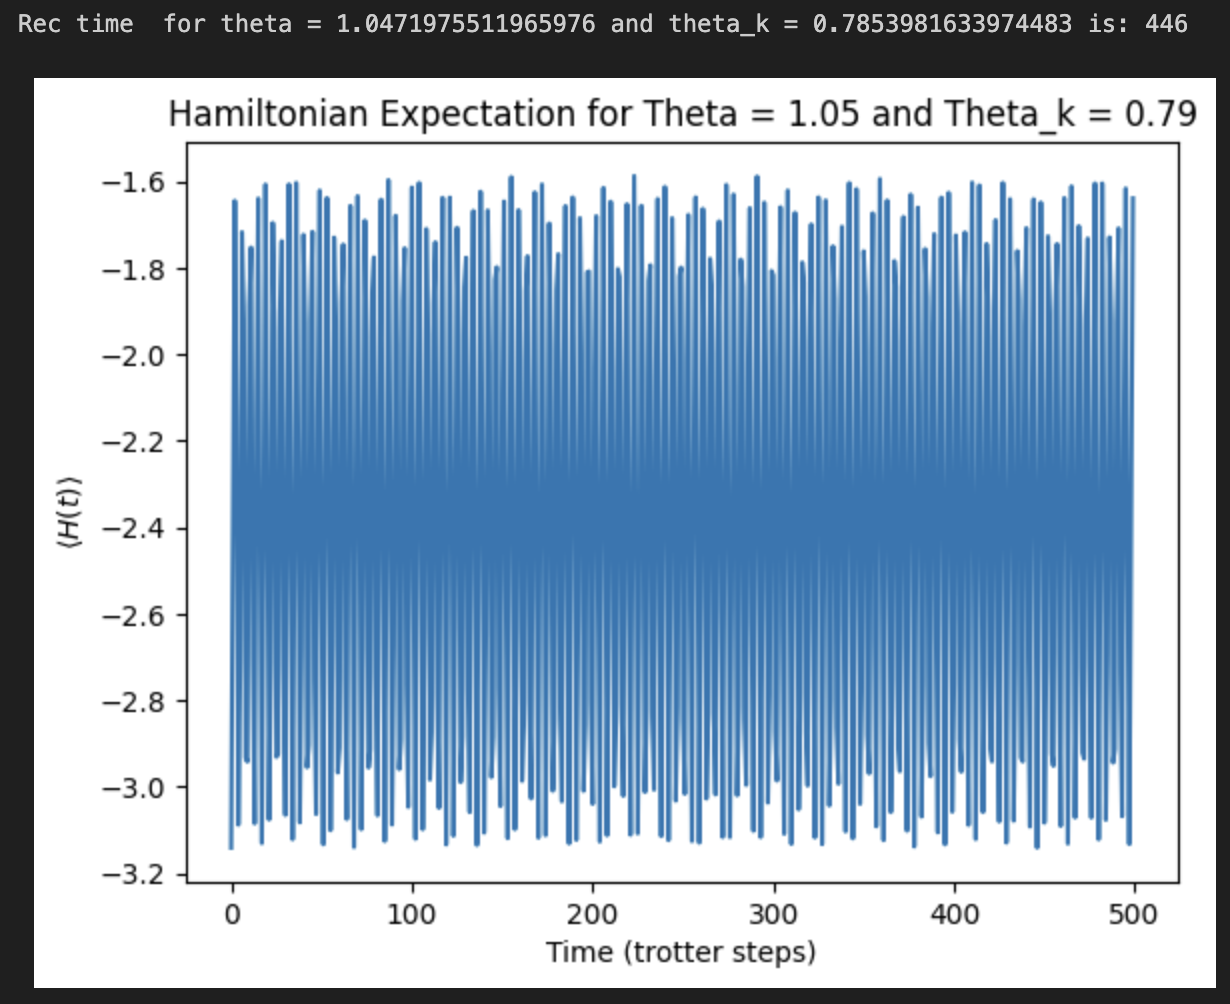 Rec time  for theta = 1.0471975511965976 and theta_k = 0.7853981633974483 is: 446
Hamiltonian Expectation for Theta = 1.05 and Theta_k = 0.79
−1.6
−1.8
−2.0
−2.2
−2.4
−2.6
−2.8
−3.0
−3.2
⟨H(t)⟩
0 100 200 300 400 500
Time (trotter steps)